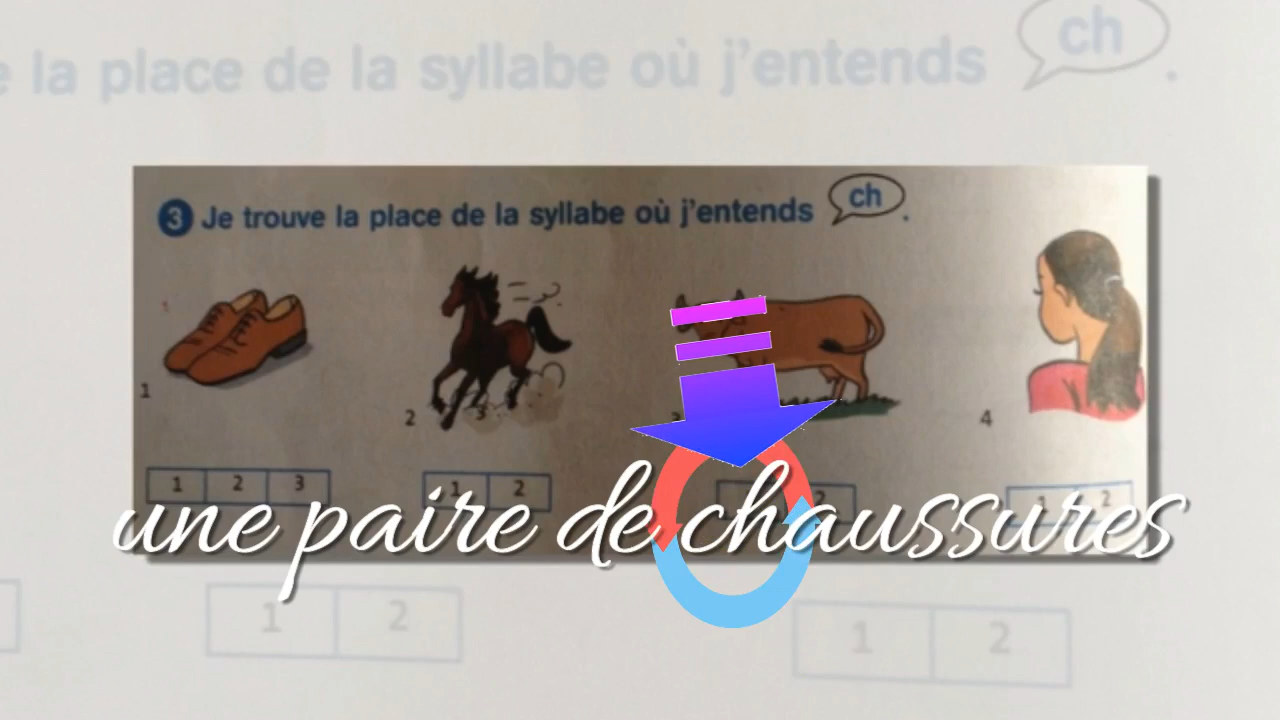 e la place de la syllabe où j'entends ch .
3 Je trouve la place de la syllabe où j'entends ch .
1
2
3
4
1 2 3
1 2
2
1 2
une paire de chaussures
1 2
1 2